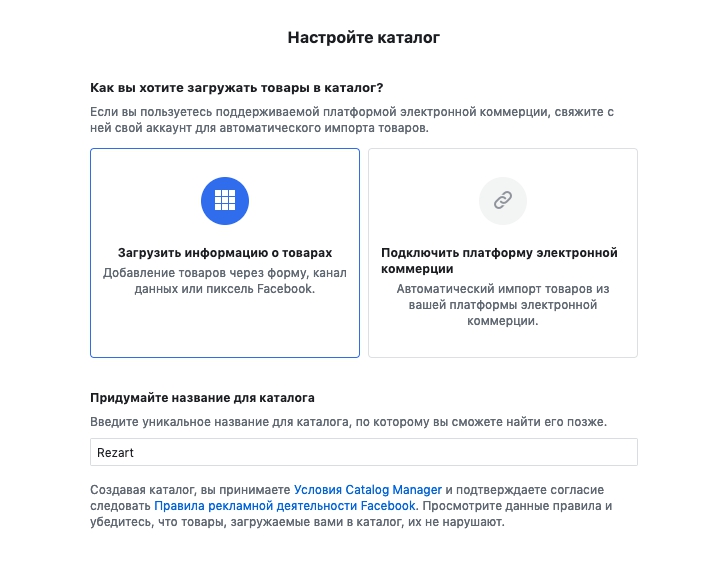 Настройте каталог
Как вы хотите загружать товары в каталог?
Если вы пользуетесь поддерживаемой платформой электронной коммерции, свяжите с
ней свой аккаунт для автоматического импорта товаров.
Загрузить информацию о товарах
Добавление товаров через форму, канал
данных или пиксель Facebook.
Подключить платформу электронной
коммерции
Автоматический импорт товаров из
вашей платформы электронной
коммерции.
Придумайте название для каталога
Введите уникальное название для каталога, по которому вы сможете найти его позже.
Rezart
Создавая каталог, вы принимаете Условия Catalog Manager и подтверждаете согласие
следовать Правила рекламной деятельности Facebook. Просмотрите данные правила и
убедитесь, что товары, загружаемые вами в каталог, их не нарушают.